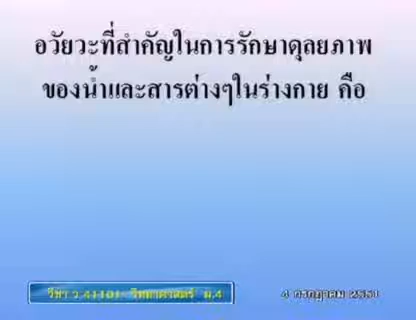 อวัยวะที่สำคัญในการรักษาดุลยภาพ
ของน้ำและสารต่างๆในร่างกาย คือ
วิชา ว 41101 วิทยาศาสตร์ ม.4
4 กรกฎาคม 2551